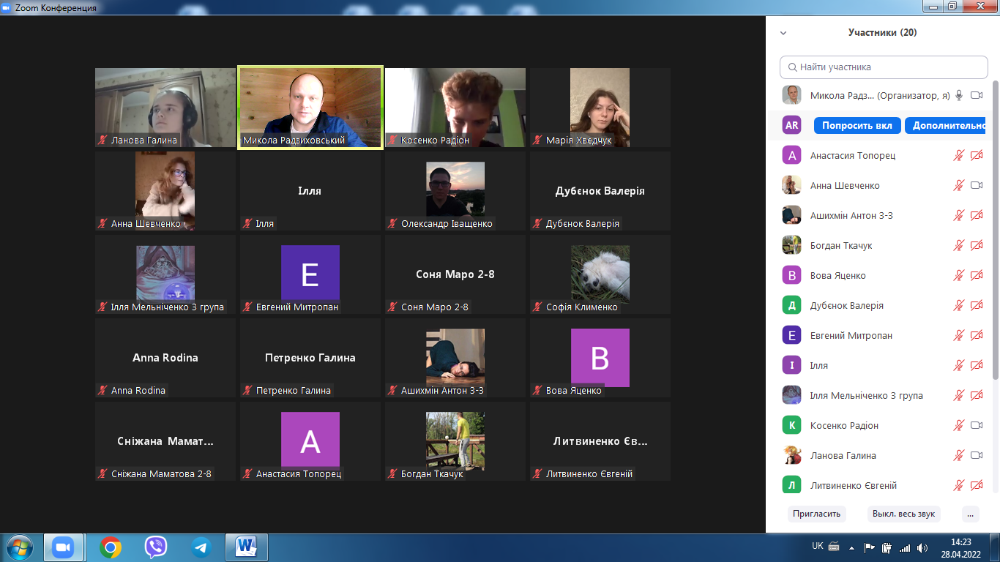 Zoom Конференция
Ланова Галина
Микола Радзиховський
Косенко Радіон
Марія Хведчук
Анна Шевченко
Ілля
Ілля
Олександр Іващенко
Дубєнок Валерія
Дубєнок Валерія
Ілля Мельніченко 3 група
E
Евгений Митропан
Соня Маро 2-8
Соня Маро 2-8
Софія Клименко
Anna Rodina
Anna Rodina
Петренко Галина
Петренко Галина
Ашихмін Антон 3-3
В
Вова Яценко
Сніжана Мамат...
Сніжана Маматова 2-8
А
Анастасия Топорец
Богдан Ткачук
Литвиненко Єв...
Литвиненко Євгеній
Участники (20)
Найти участника
Микола Радз... (Организатор, я)
AR Попросить вкл Дополнительно
А Анастасия Топорец
Анна Шевченко
Ашихмін Антон 3-3
Богдан Ткачук
В Вова Яценко
Д Дубєнок Валерія
Е Евгений Митропан
І Ілля
Ілля Мельніченко 3 група
К Косенко Радіон
Ланова Галина
Л Литвиненко Євгеній
Пригласить Выкл. весь звук ...
UK 14:23
28.04.2022